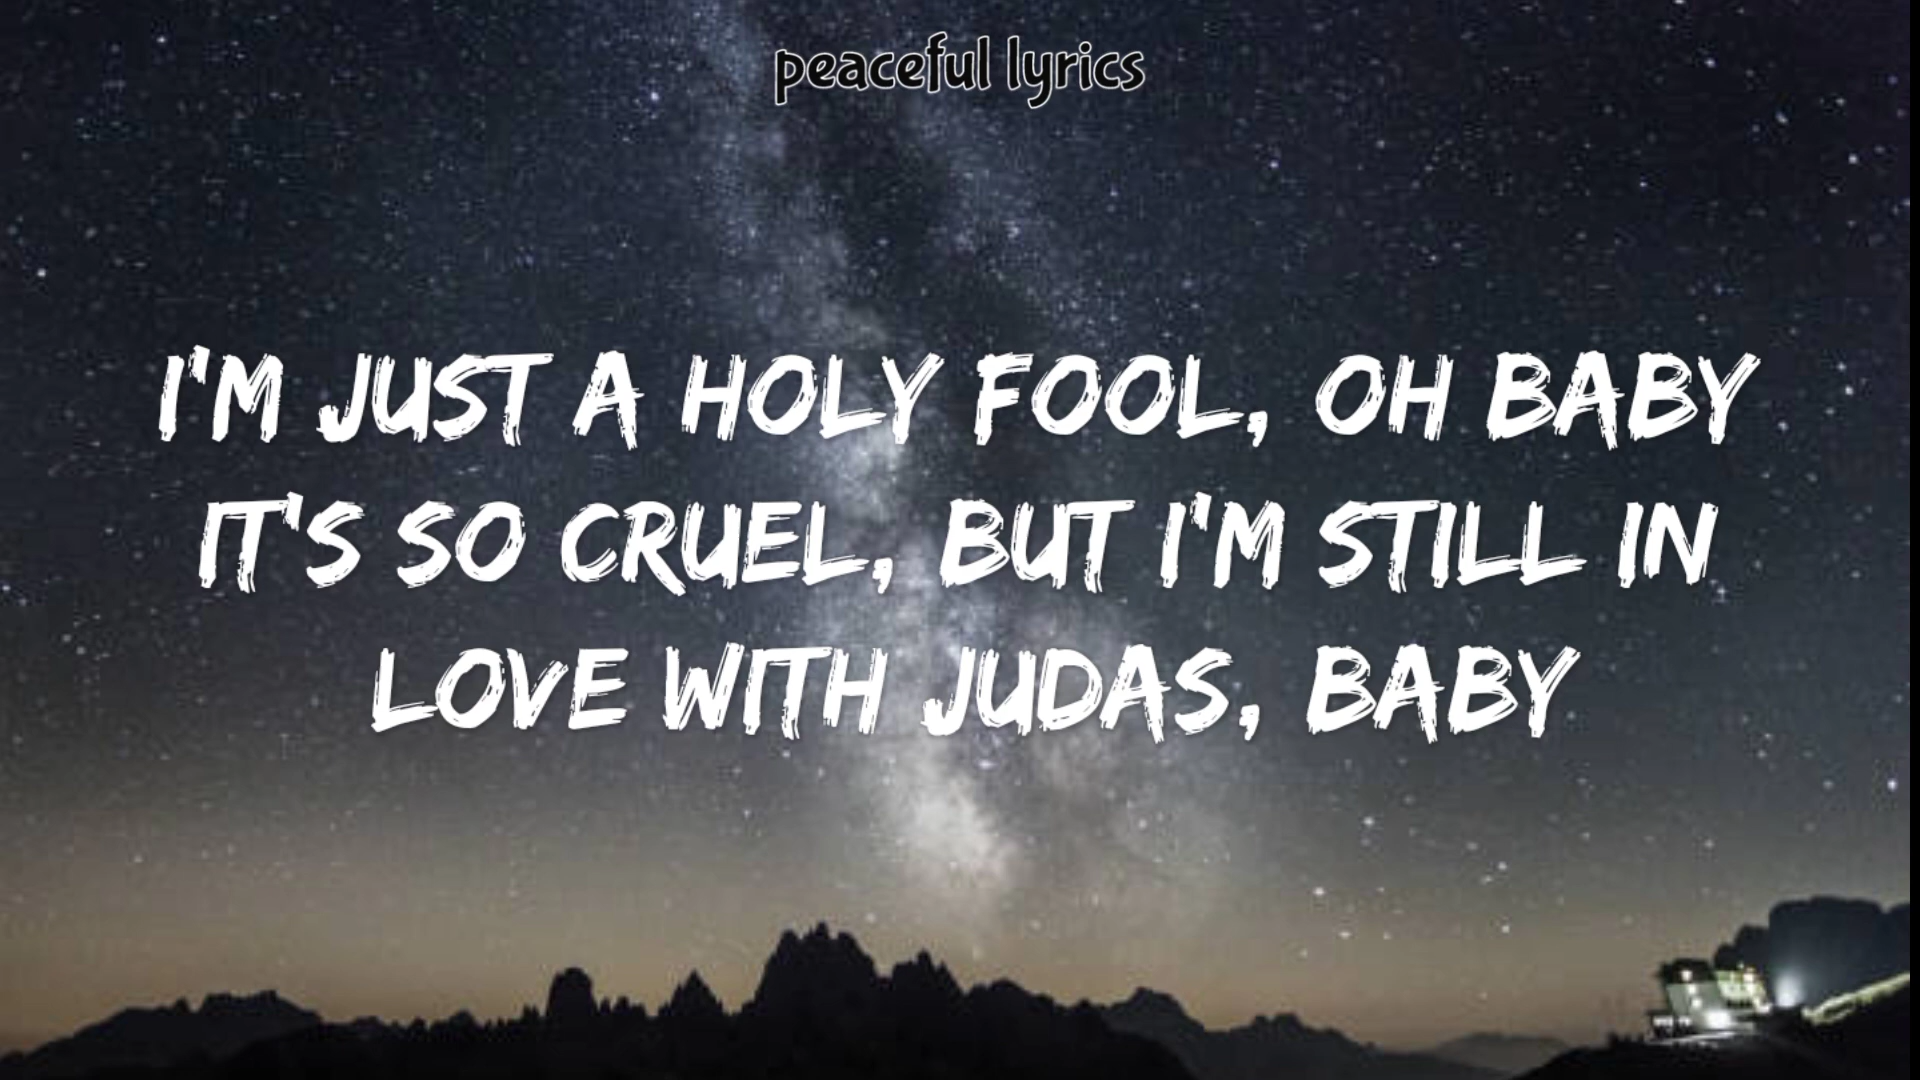 peaceful lyrics
I'M JUST A HOLY FOOL, OH BABY
IT'S SO CRUEL, BUT I'M STILL IN
LOVE WITH JUDAS, BABY